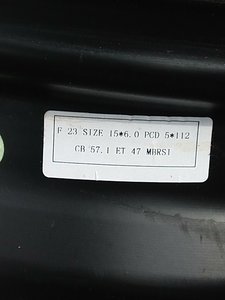 F 23 SIZE 15*6.0 PCD 5*112
CB 57.1 ET 47 MBRSI